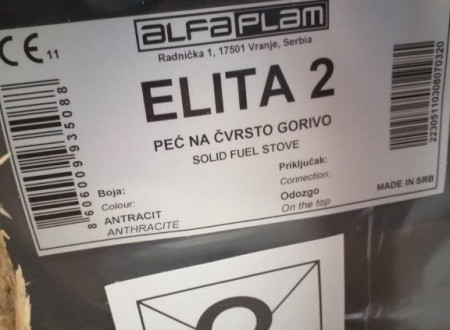 CE 11
ALFA PLAM
Radnička 1, 17501 Vranje, Serbia
ELITA 2
PEĆ NA ČVRSTO GORIVO
SOLID FUEL STOVE
8606009935088
22305110308070320
Boja:
Colour:
ANTRACIT
ANTHRACITE
Priključak:
Connection:
Odozgo
On the top
MADE IN SRB